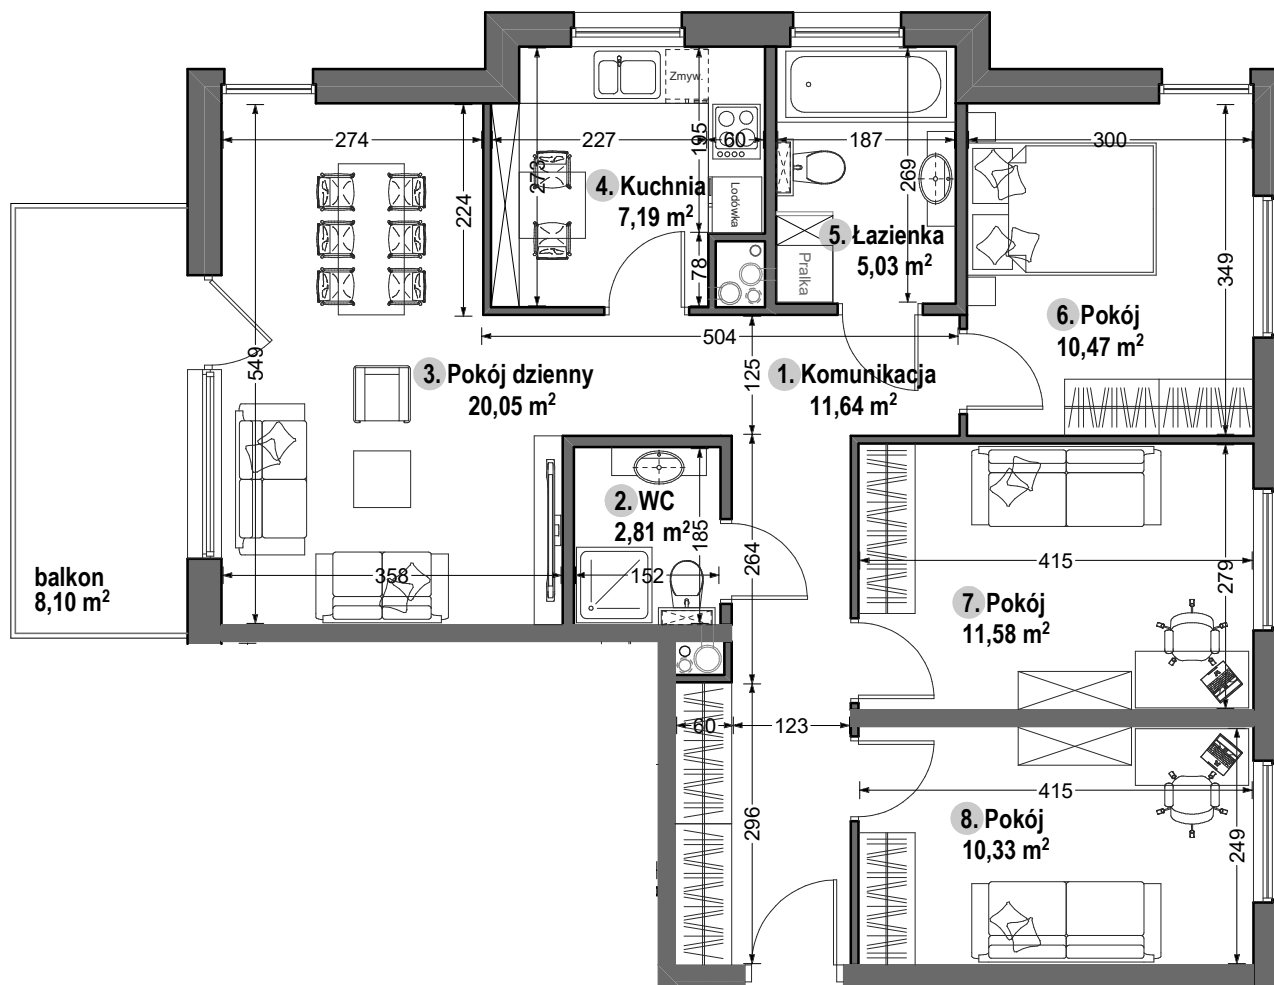 Zmyw.
274
227
195
60
187
300
273
269
224
Lodówka
4. Kuchnia
7,19 m²
5. Łazienka
5,03 m²
Pralka
78
349
6. Pokój
10,47 m²
504
549
125
3. Pokój dzienny
20,05 m²
1. Komunikacja
11,64 m²
2. WC
2,81 m²
185
264
415
279
balkon
8,10 m²
358
152
7. Pokój
11,58 m²
60
123
415
296
249
8. Pokój
10,33 m²